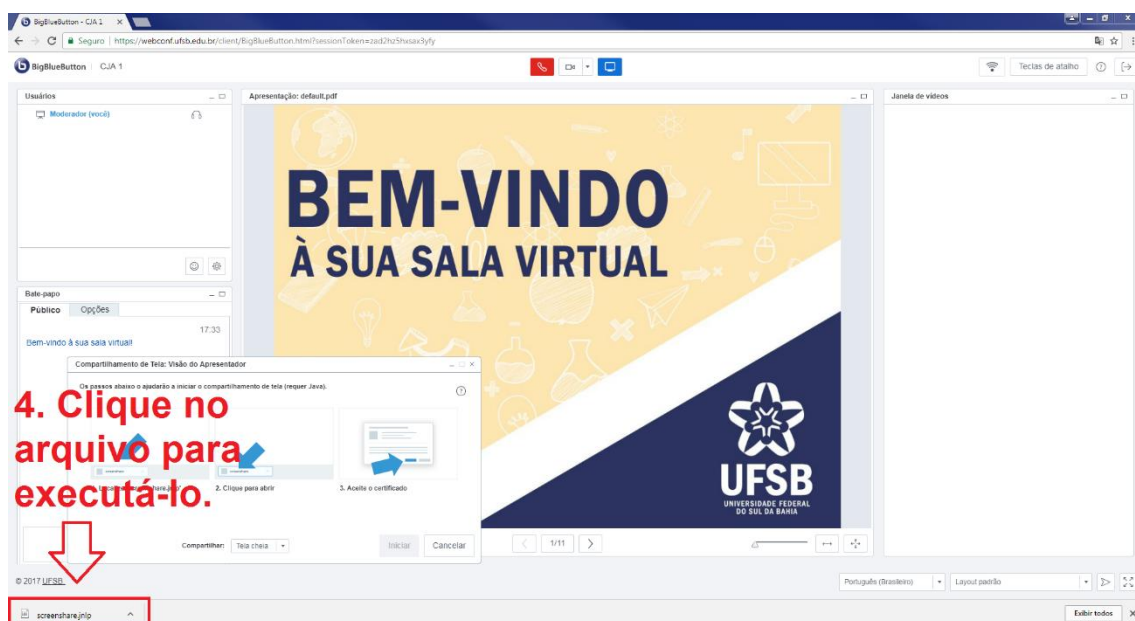 BigBlueButton - CJA 1
Seguro | https://webconf.ufsb.edu.br/client/BigBlueButton.html?sessionToken=
BigBlueButton CJA 1
Teclas de atalho
Usuários
Apresentação: default.pdf
Janela de vídeos
Moderador (você)
BEM-VINDO
À SUA SALA VIRTUAL
Bate-papo
Público Opções
17:33
Bem-vindo à sua sala virtual!
Compartilhamento de Tela: Visão do Apresentador
Os passos abaixo o ajudarão a iniciar o compartilhamento de tela (requer Java).
4. Clique no
arquivo para
executá-lo.
2. Clique para abrir
3. Aceite o certificado
UFSB
UNIVERSIDADE FEDERAL
DO SUL DA BAHIA
Compartilhar: Tela cheia Iniciar Cancelar
1/11
© 2017 UFSB.
Português (Brasileiro) Layout padrão
screenshare.jnlp
Exibir todos